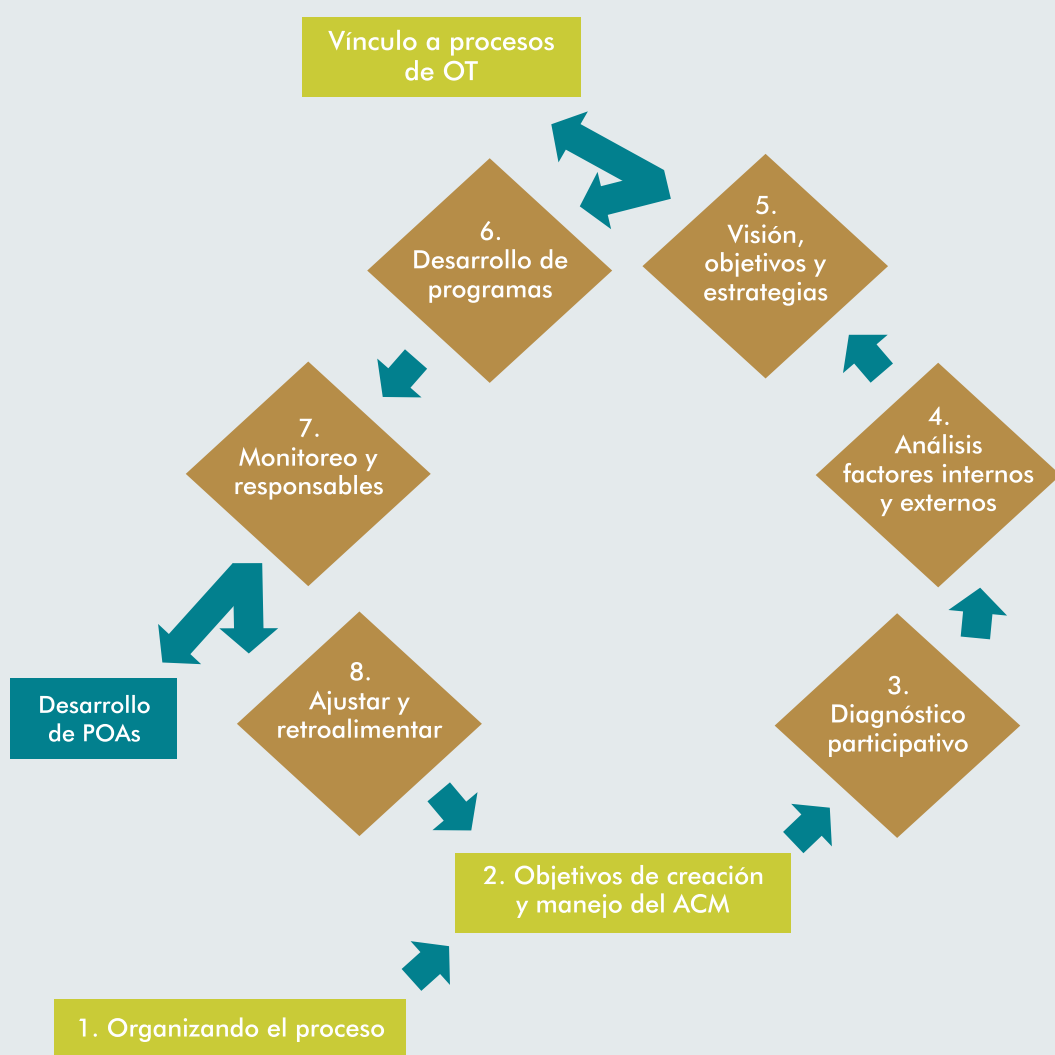 Vínculo a procesos
de OT
5.
Visión,
objetivos y
estrategias
6.
Desarrollo de
programas
4.
Análisis
factores internos
y externos
7.
Monitoreo y
responsables
8.
Ajustar y
retroalimentar
3.
Diagnóstico
participativo
Desarrollo
de POAs
2. Objetivos de creación
y manejo del ACM
1. Organizando el proceso